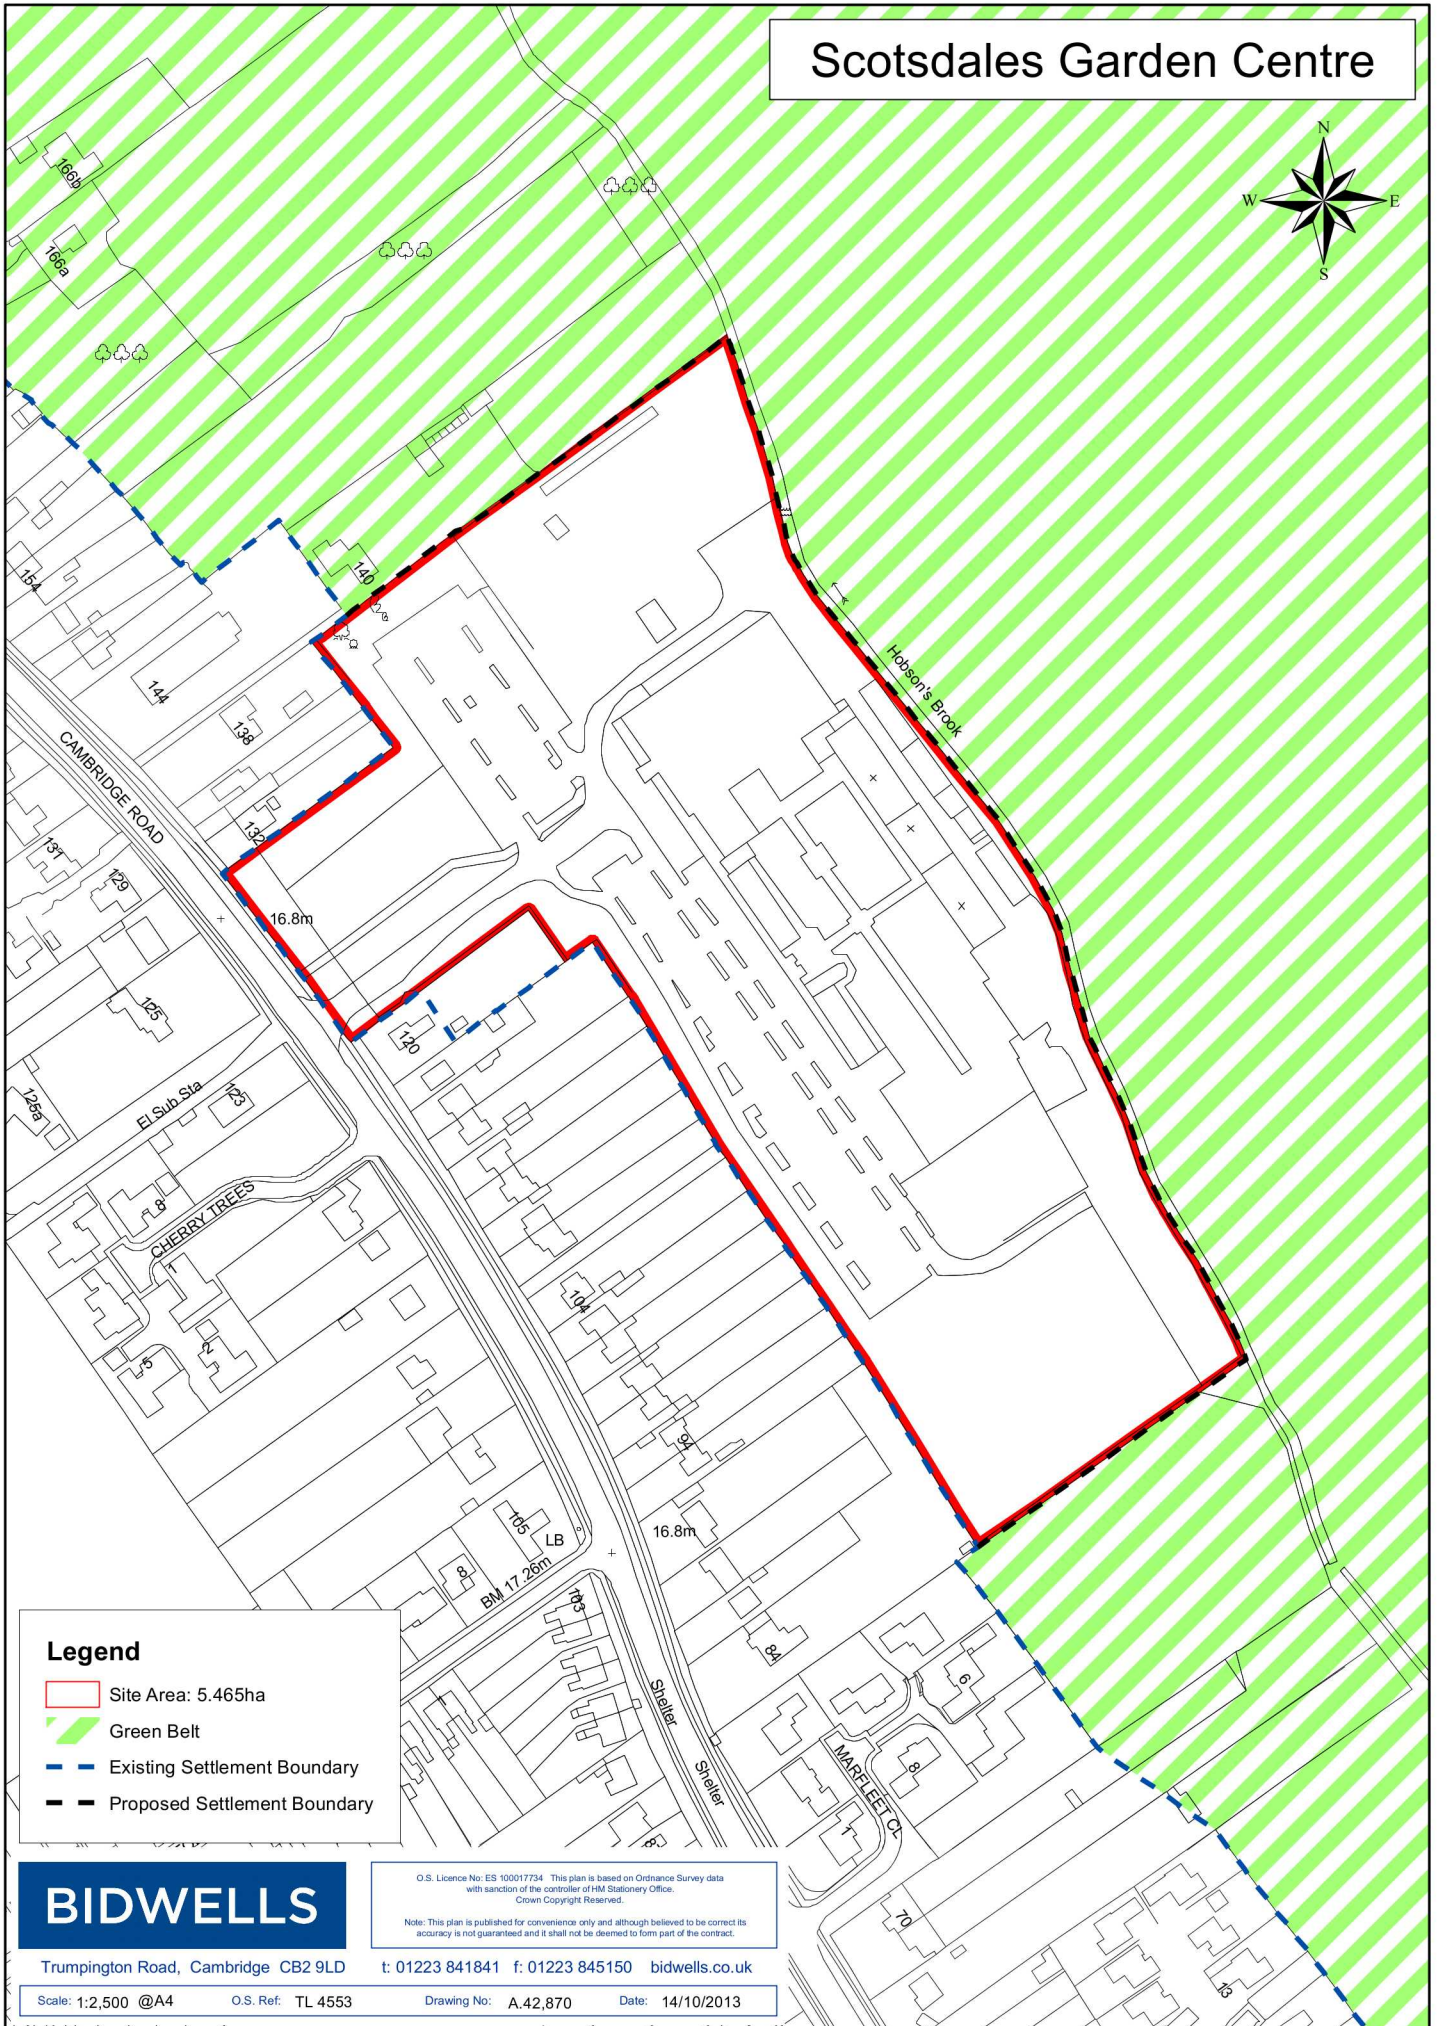 Scotsdales Garden Centre
N
W
E
S
166b
166a
154
140
144
138
CAMBRIDGE ROAD
Hobson's Brook
132
131
129
16.8m
125
120
125a
El Sub Sta
123
8
CHERRY TREES
1
5
2
104
94
105
LB
16.8m
8
BM 17.26m
103
84
6
1
Shelter
Shelter
MARFLEET CL
8
1
8
70
13
Legend
Site Area: 5.465ha
Green Belt
Existing Settlement Boundary
Proposed Settlement Boundary
BIDWELLS
O.S. Licence No: ES 100017734 This plan is based on Ordnance Survey data
with sanction of the controller of HM Stationery Office.
Crown Copyright Reserved.
Note: This plan is published for convenience only and although believed to be correct its
accuracy is not guaranteed and it shall not be deemed to form part of the contract.
Trumpington Road, Cambridge CB2 9LD
t: 01223 841841 f: 01223 845150 bidwells.co.uk
Scale: 1:2,500 @A4
O.S. Ref: TL 4553
Drawing No: A.42,870
Date: 14/10/2013